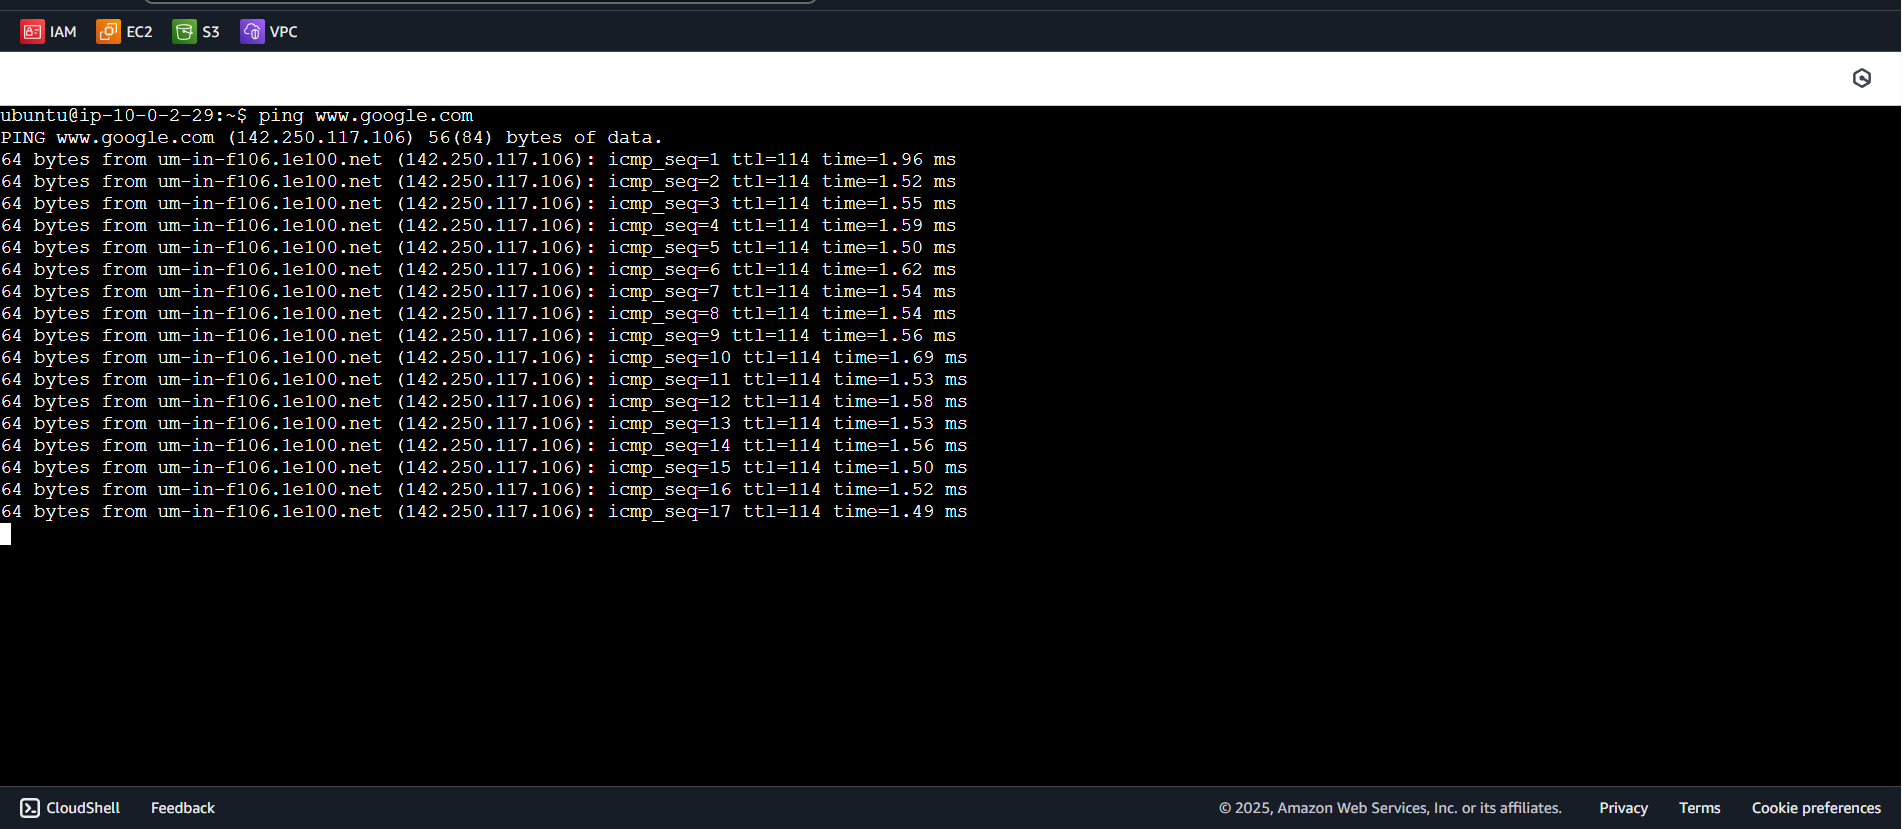 IAM EC2 S3 VPC
ubuntu@ip-10-0-2-29:~$ ping www.google.com
PING www.google.com (142.250.117.106) 56(84) bytes of data.
64 bytes from um-in-f106.1e100.net (142.250.117.106): icmp_seq=1 ttl=114 time=1.96 ms
64 bytes from um-in-f106.1e100.net (142.250.117.106): icmp_seq=2 ttl=114 time=1.52 ms
64 bytes from um-in-f106.1e100.net (142.250.117.106): icmp_seq=3 ttl=114 time=1.55 ms
64 bytes from um-in-f106.1e100.net (142.250.117.106): icmp_seq=4 ttl=114 time=1.59 ms
64 bytes from um-in-f106.1e100.net (142.250.117.106): icmp_seq=5 ttl=114 time=1.50 ms
64 bytes from um-in-f106.1e100.net (142.250.117.106): icmp_seq=6 ttl=114 time=1.62 ms
64 bytes from um-in-f106.1e100.net (142.250.117.106): icmp_seq=7 ttl=114 time=1.54 ms
64 bytes from um-in-f106.1e100.net (142.250.117.106): icmp_seq=8 ttl=114 time=1.54 ms
64 bytes from um-in-f106.1e100.net (142.250.117.106): icmp_seq=9 ttl=114 time=1.56 ms
64 bytes from um-in-f106.1e100.net (142.250.117.106): icmp_seq=10 ttl=114 time=1.69 ms
64 bytes from um-in-f106.1e100.net (142.250.117.106): icmp_seq=11 ttl=114 time=1.53 ms
64 bytes from um-in-f106.1e100.net (142.250.117.106): icmp_seq=12 ttl=114 time=1.58 ms
64 bytes from um-in-f106.1e100.net (142.250.117.106): icmp_seq=13 ttl=114 time=1.53 ms
64 bytes from um-in-f106.1e100.net (142.250.117.106): icmp_seq=14 ttl=114 time=1.56 ms
64 bytes from um-in-f106.1e100.net (142.250.117.106): icmp_seq=15 ttl=114 time=1.50 ms
64 bytes from um-in-f106.1e100.net (142.250.117.106): icmp_seq=16 ttl=114 time=1.52 ms
64 bytes from um-in-f106.1e100.net (142.250.117.106): icmp_seq=17 ttl=114 time=1.49 ms
CloudShell Feedback © 2025, Amazon Web Services, Inc. or its affiliates. Privacy Terms Cookie preferences